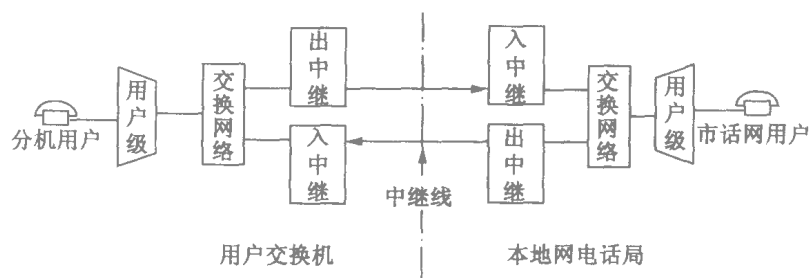 出中继
入中继
用户级
交换网络
交换网络
用户级
分机用户
市话网用户
入中继
出中继
中继线
用户交换机
本地网电话局